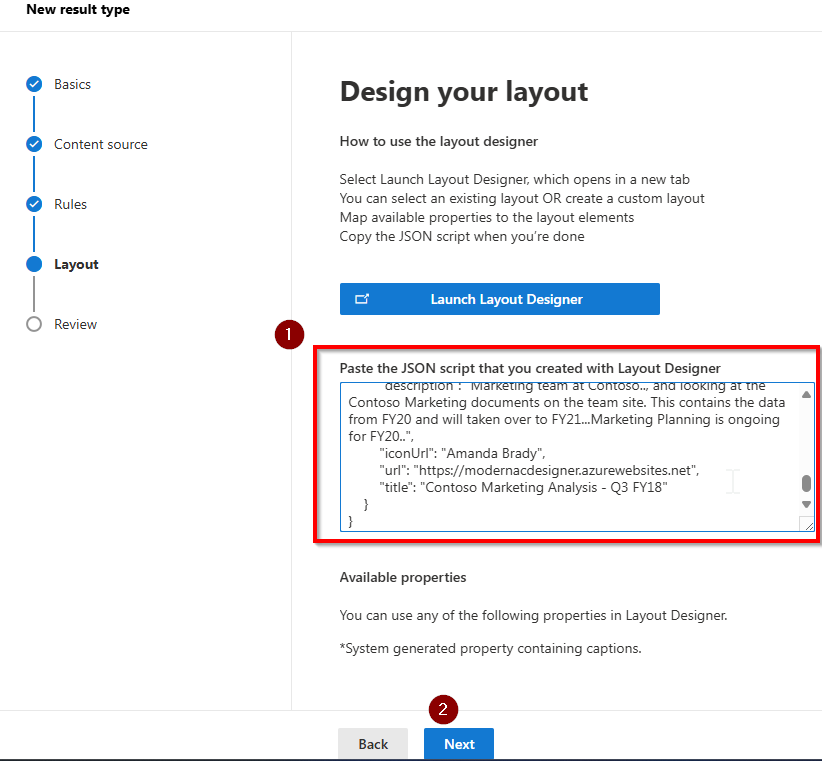 New result type
Basics
Content source
Rules
Layout
Review
Design your layout
How to use the layout designer
Select Launch Layout Designer, which opens in a new tab
You can select an existing layout OR create a custom layout
Map available properties to the layout elements
Copy the JSON script when you're done
Launch Layout Designer
1
Paste the JSON script that you created with Layout Designer
"description": "Marketing team at Contoso.., and looking at the
Contoso Marketing documents on the team site. This contains the data
from FY20 and will taken over to FY21...Marketing Planning is ongoing
for FY20..",
"iconUrl": "Amanda Brady",
"url": "https://modernacdesigner.azurewebsites.net",
"title": "Contoso Marketing Analysis - Q3 FY18"
}
}
Available properties
You can use any of the following properties in Layout Designer.
*System generated property containing captions.
2
Back
Next